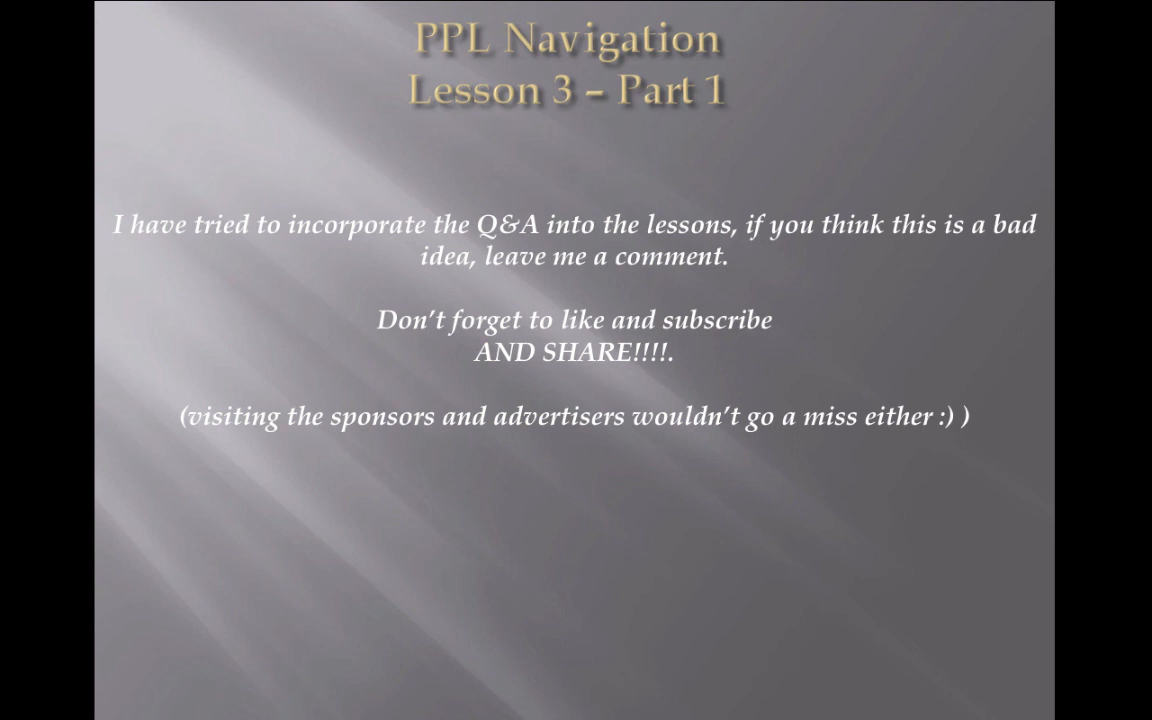 PPL Navigation
Lesson 3 – Part 1
I have tried to incorporate the Q&A into the lessons, if you think this is a bad
idea, leave me a comment.
Don’t forget to like and subscribe
AND SHARE!!!!.
(visiting the sponsors and advertisers wouldn’t go a miss either :) )